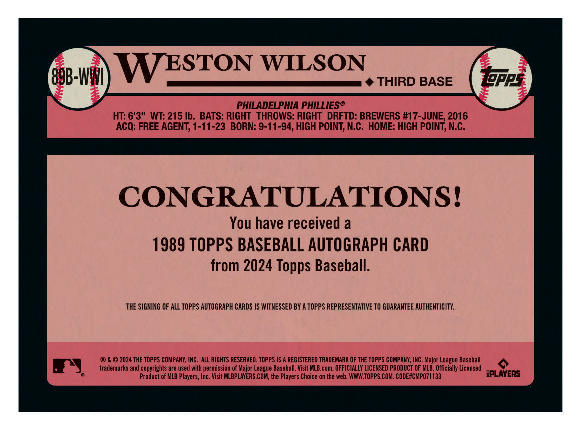 89B-WWI
WESTON WILSON
THIRD BASE
Topps
PHILADELPHIA PHILLIES®
HT: 6'3" WT: 215 lb. BATS: RIGHT THROWS: RIGHT DRFTD: BREWERS #17-JUNE, 2016
ACQ: FREE AGENT, 1-11-23 BORN: 9-11-94, HIGH POINT, N.C. HOME: HIGH POINT, N.C.
CONGRATULATIONS!
You have received a
1989 TOPPS BASEBALL AUTOGRAPH CARD
from 2024 Topps Baseball.
THE SIGNING OF ALL TOPPS AUTOGRAPH CARDS IS WITNESSED BY A TOPPS REPRESENTATIVE TO GUARANTEE AUTHENTICITY.
® & © 2024 THE TOPPS COMPANY, INC. ALL RIGHTS RESERVED. TOPPS IS A REGISTERED TRADEMARK OF THE TOPPS COMPANY, INC. Major League Baseball
trademarks and copyrights are used with permission of Major League Baseball. Visit MLB.com. OFFICIALLY LICENSED PRODUCT OF MLB. Officially Licensed
Product of MLB Players, Inc. Visit MLBPLAYERS.COM, the Players Choice on the web. WWW.TOPPS.COM. CODE#CMP071133
PLAYERS